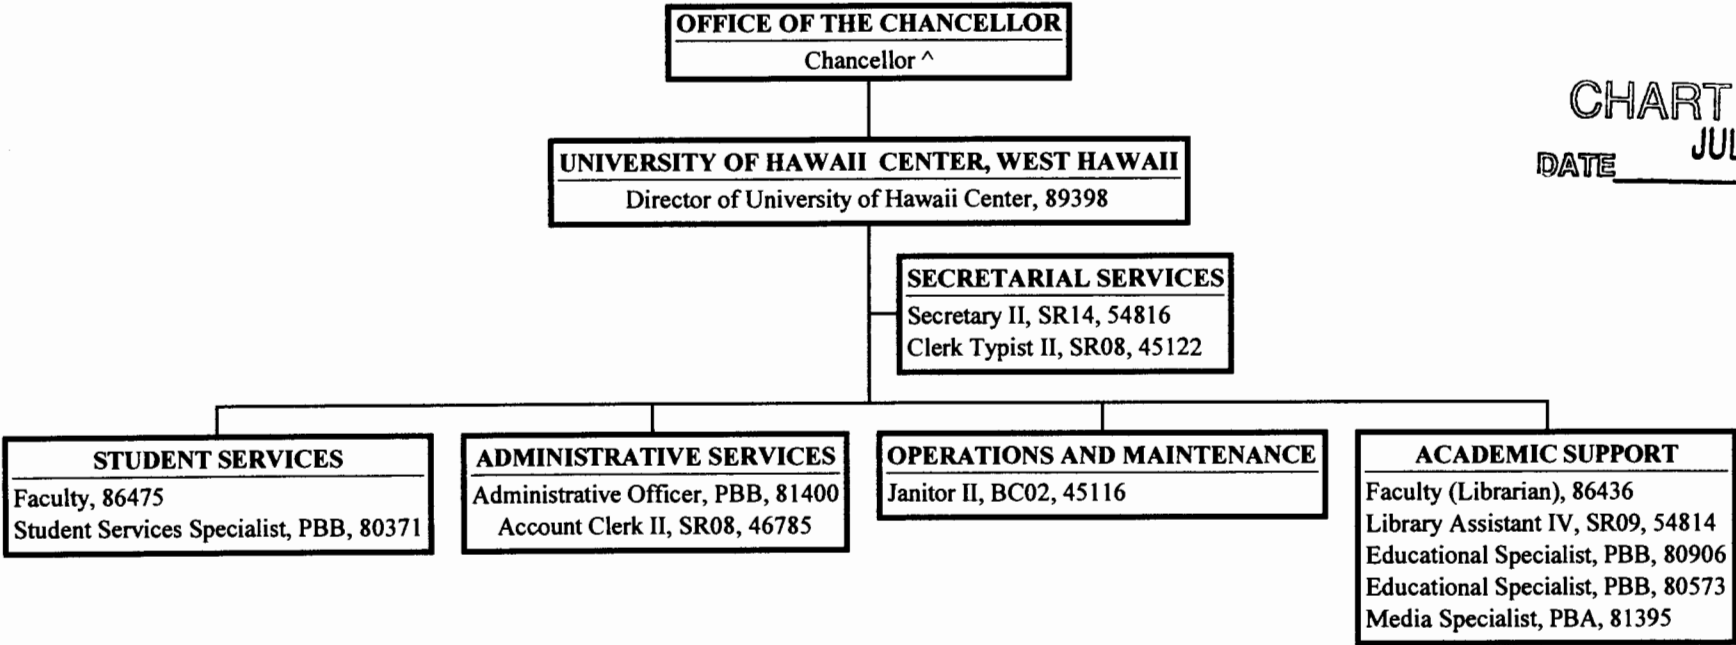 OFFICE OF THE CHANCELLOR
Chancellor ^
CHART
JUL
DATE
UNIVERSITY OF HAWAII CENTER, WEST HAWAII
Director of University of Hawaii Center, 89398
SECRETARIAL SERVICES
Secretary II, SR14, 54816
Clerk Typist II, SR08, 45122
STUDENT SERVICES
Faculty, 86475
Student Services Specialist, PBB, 80371
ADMINISTRATIVE SERVICES
Administrative Officer, PBB, 81400
Account Clerk II, SR08, 46785
OPERATIONS AND MAINTENANCE
Janitor II, BC02, 45116
ACADEMIC SUPPORT
Faculty (Librarian), 86436
Library Assistant IV, SR09, 54814
Educational Specialist, PBB, 80906
Educational Specialist, PBB, 80573
Media Specialist, PBA, 81395